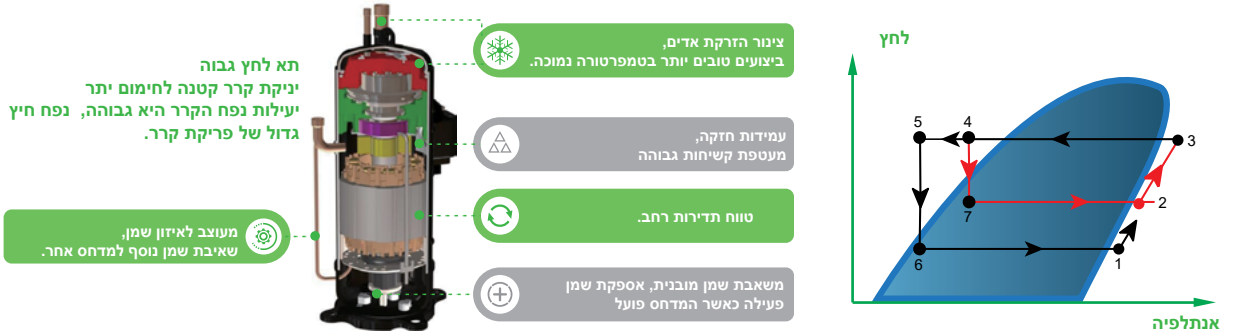 תא לחץ גבוה
יניקת קרר קטנה לחימום יתר
יעילות נפח הקרר היא גבוהה, נפח חיץ
גדול של פריקת קרר.
מעוצב לאיזון שמן,
שאיבת שמן נוסף למדחס אחר.
צינור הזרקת אדים,
ביצועים טובים יותר בטמפרטורה נמוכה.
עמידות חזקה,
מעטפת קשיחות גבוהה
טווח תדירות רחב.
משאבת שמן מובנית, אספקת שמן
פעילה כאשר המדחס פועל
לחץ
5
4
3
7
2
6
1
אנתלפיה